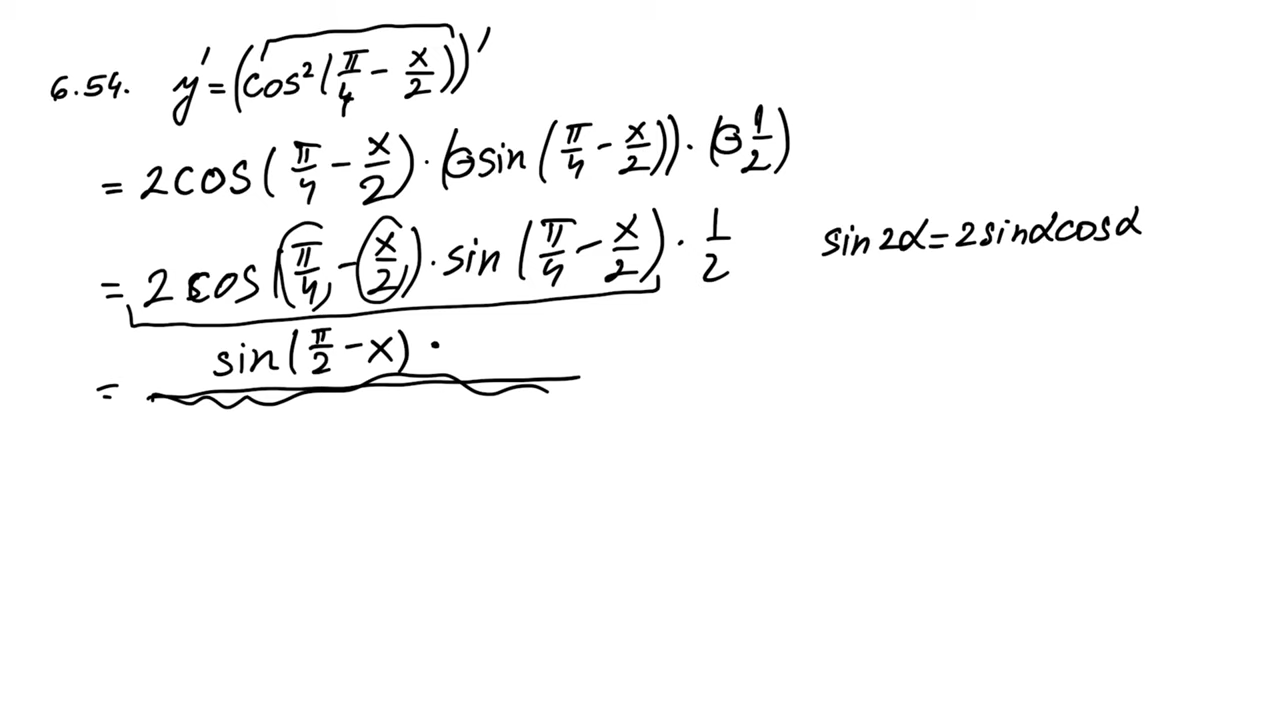 6.54. y' = (cos²(π/4 - x/2))'
= 2cos(π/4 - x/2) · (-sin(π/4 - x/2)) · (-1/2)
= 2cos(π/4 - x/2) · sin(π/4 - x/2) · 1/2
sin2α = 2sinαcosα
= sin(π/2 - x) ·